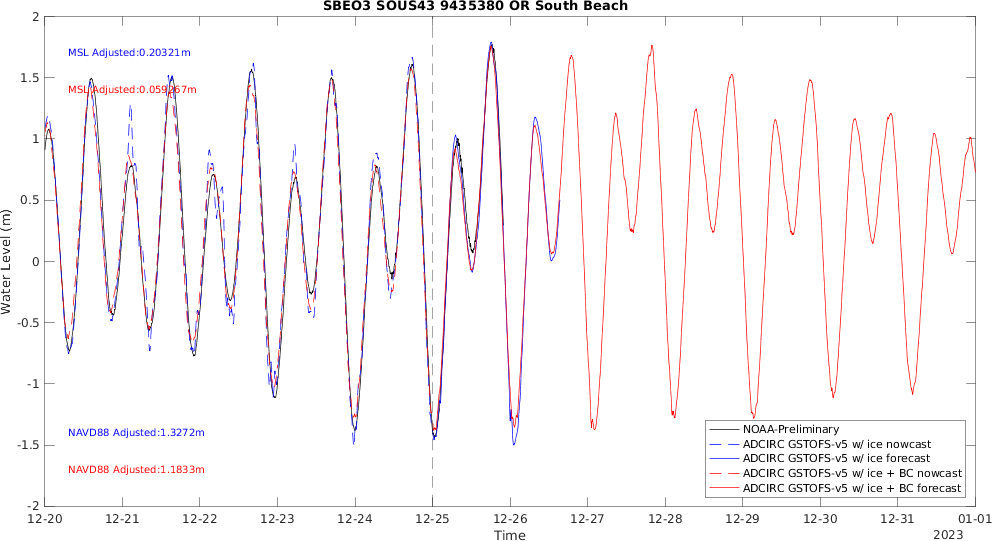 SBEO3 SOUS43 9435380 OR South Beach
MSL Adjusted:0.20321m
MSL Adjusted:0.059267m
NAVD88 Adjusted:1.3272m
NAVD88 Adjusted:1.1833m
2
1.5
1
0.5
0
-0.5
-1
-1.5
-2
Water Level (m)
NOAA-Preliminary
ADCIRC GSTOFS-v5 w/ ice nowcast
ADCIRC GSTOFS-v5 w/ ice forecast
ADCIRC GSTOFS-v5 w/ ice + BC nowcast
ADCIRC GSTOFS-v5 w/ ice + BC forecast
12-20 12-21 12-22 12-23 12-24 12-25 12-26 12-27 12-28 12-29 12-30 12-31 01-01
Time
2023